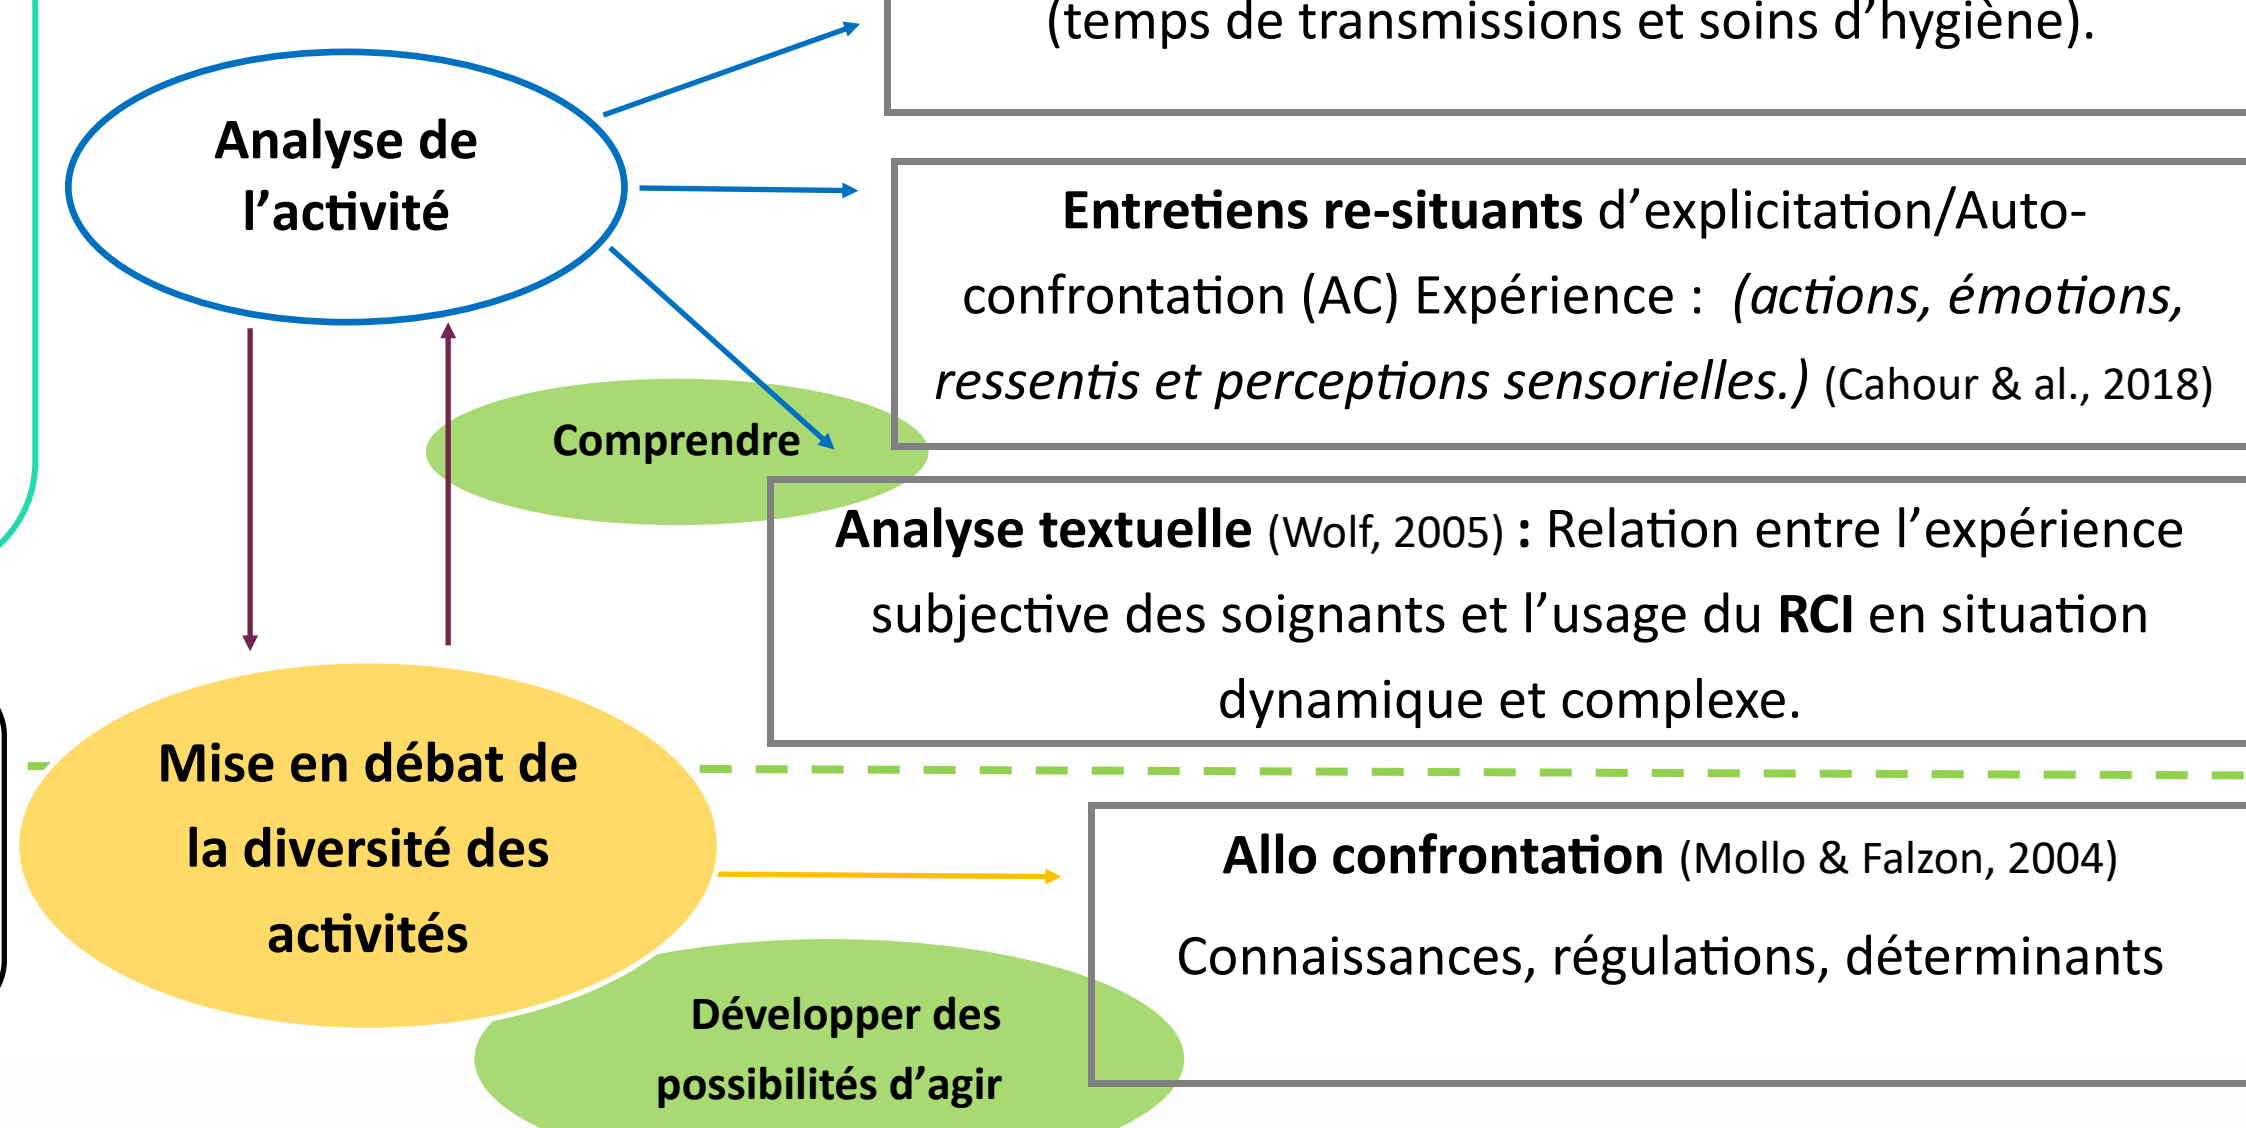 (temps de transmissions et soins d’hygiène).
Analyse de
l’activité
Entretiens re-situants d’explicitation/Auto-
confrontation (AC) Expérience : (actions, émotions,
ressentis et perceptions sensorielles.) (Cahour & al., 2018)
Comprendre
Analyse textuelle (Wolf, 2005) : Relation entre l’expérience
subjective des soignants et l’usage du RCI en situation
dynamique et complexe.
Mise en débat de
la diversité des
activités
Allo confrontation (Mollo & Falzon, 2004)
Connaissances, régulations, déterminants
Développer des
possibilités d’agir